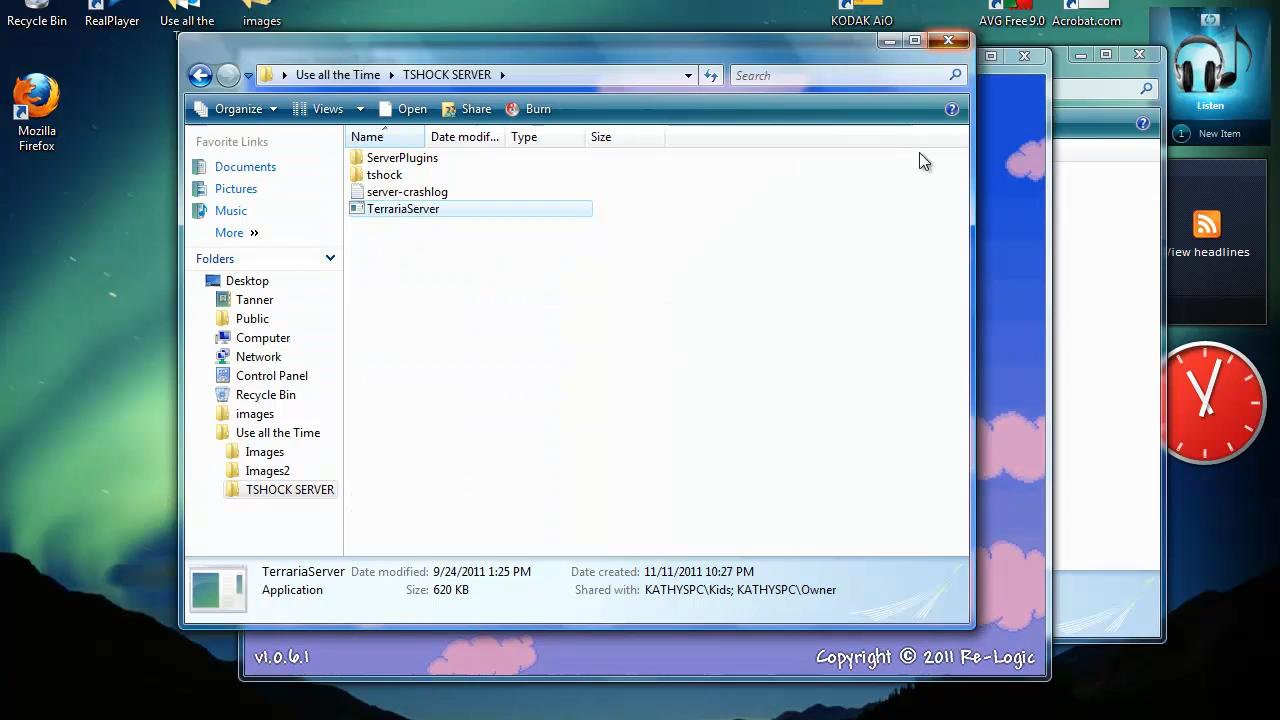 Recycle Bin
RealPlayer
Use all the
images
KODAK AiO
AVG Free 9.0
Acrobat.com
Mozilla
Firefox
Use all the Time
TSHOCK SERVER
Search
Organize
Views
Open
Share
Burn
Favorite Links
Documents
Pictures
Music
More »
Folders
Desktop
Tanner
Public
Computer
Network
Control Panel
Recycle Bin
images
Use all the Time
Images
Images2
TSHOCK SERVER
Name
Date modif...
Type
Size
ServerPlugins
tshock
server-crashlog
TerrariaServer
TerrariaServer Date modified: 9/24/2011 1:25 PM Date created: 11/11/2011 10:27 PM
Application Size: 620 KB Shared with: KATHYSPC\Kids; KATHYSPC\Owner
v1.0.6.1
Copyright © 2011 Re-Logic
hp
Listen
1 New Item
View headlines